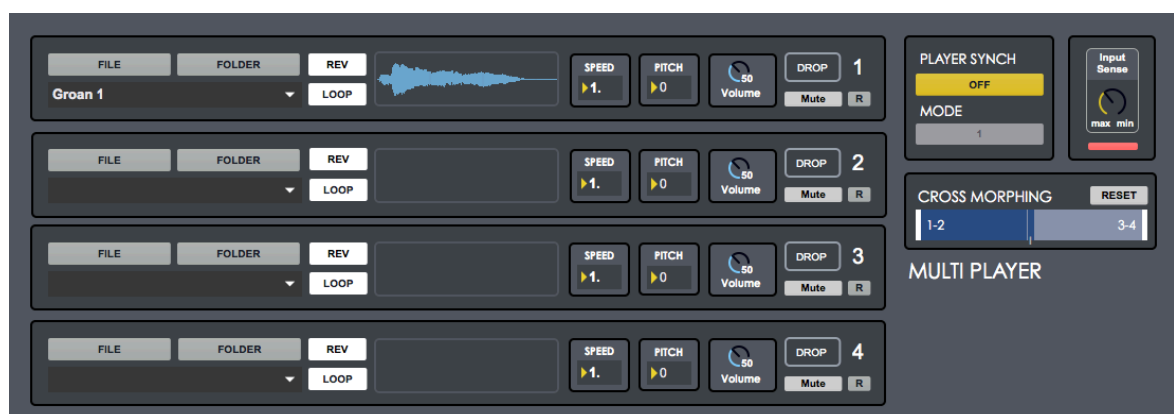 FILE FOLDER REV SPEED PITCH DROP 1
Groan 1 LOOP 1. 0 50 Volume Mute R
FILE FOLDER REV SPEED PITCH DROP 2
LOOP 1. 0 50 Volume Mute R
FILE FOLDER REV SPEED PITCH DROP 3
LOOP 1. 0 50 Volume Mute R
FILE FOLDER REV SPEED PITCH DROP 4
LOOP 1. 0 50 Volume Mute R
PLAYER SYNCH
OFF
MODE
1
Input
Sense
max min
CROSS MORPHING RESET
1-2 3-4
MULTI PLAYER